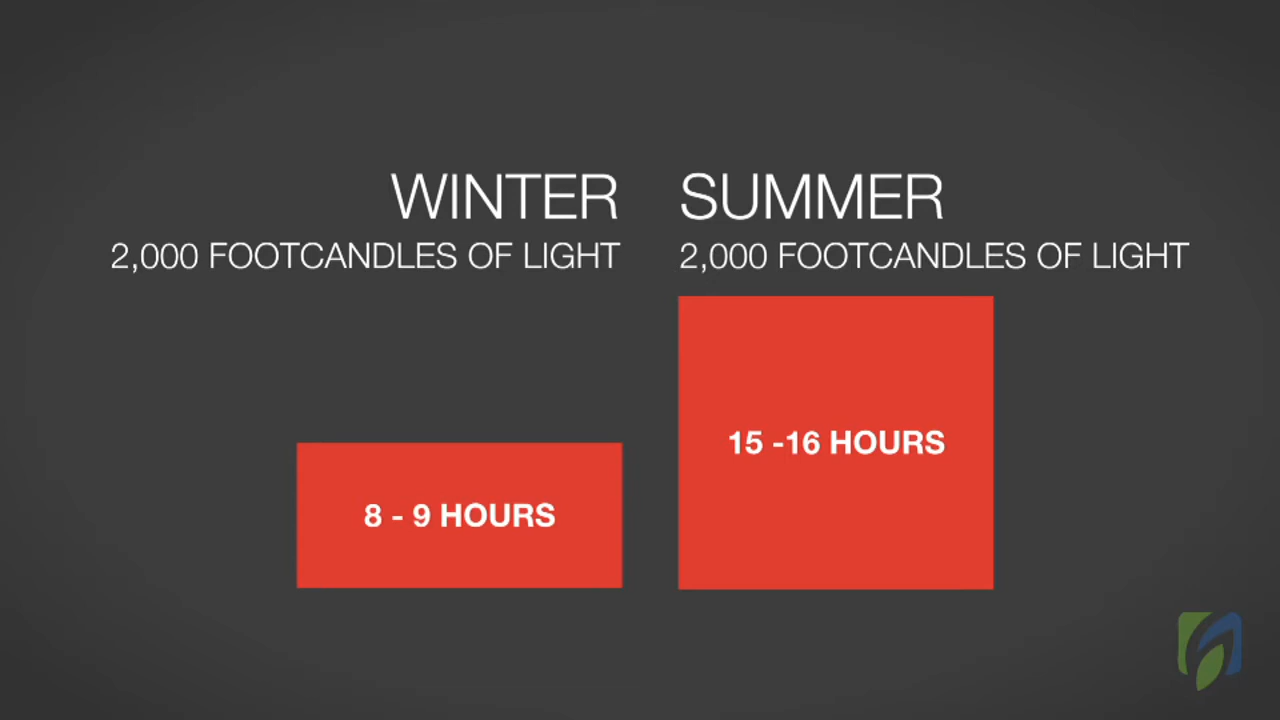 WINTER
2,000 FOOTCANDLES OF LIGHT
8 - 9 HOURS
SUMMER
2,000 FOOTCANDLES OF LIGHT
15 -16 HOURS